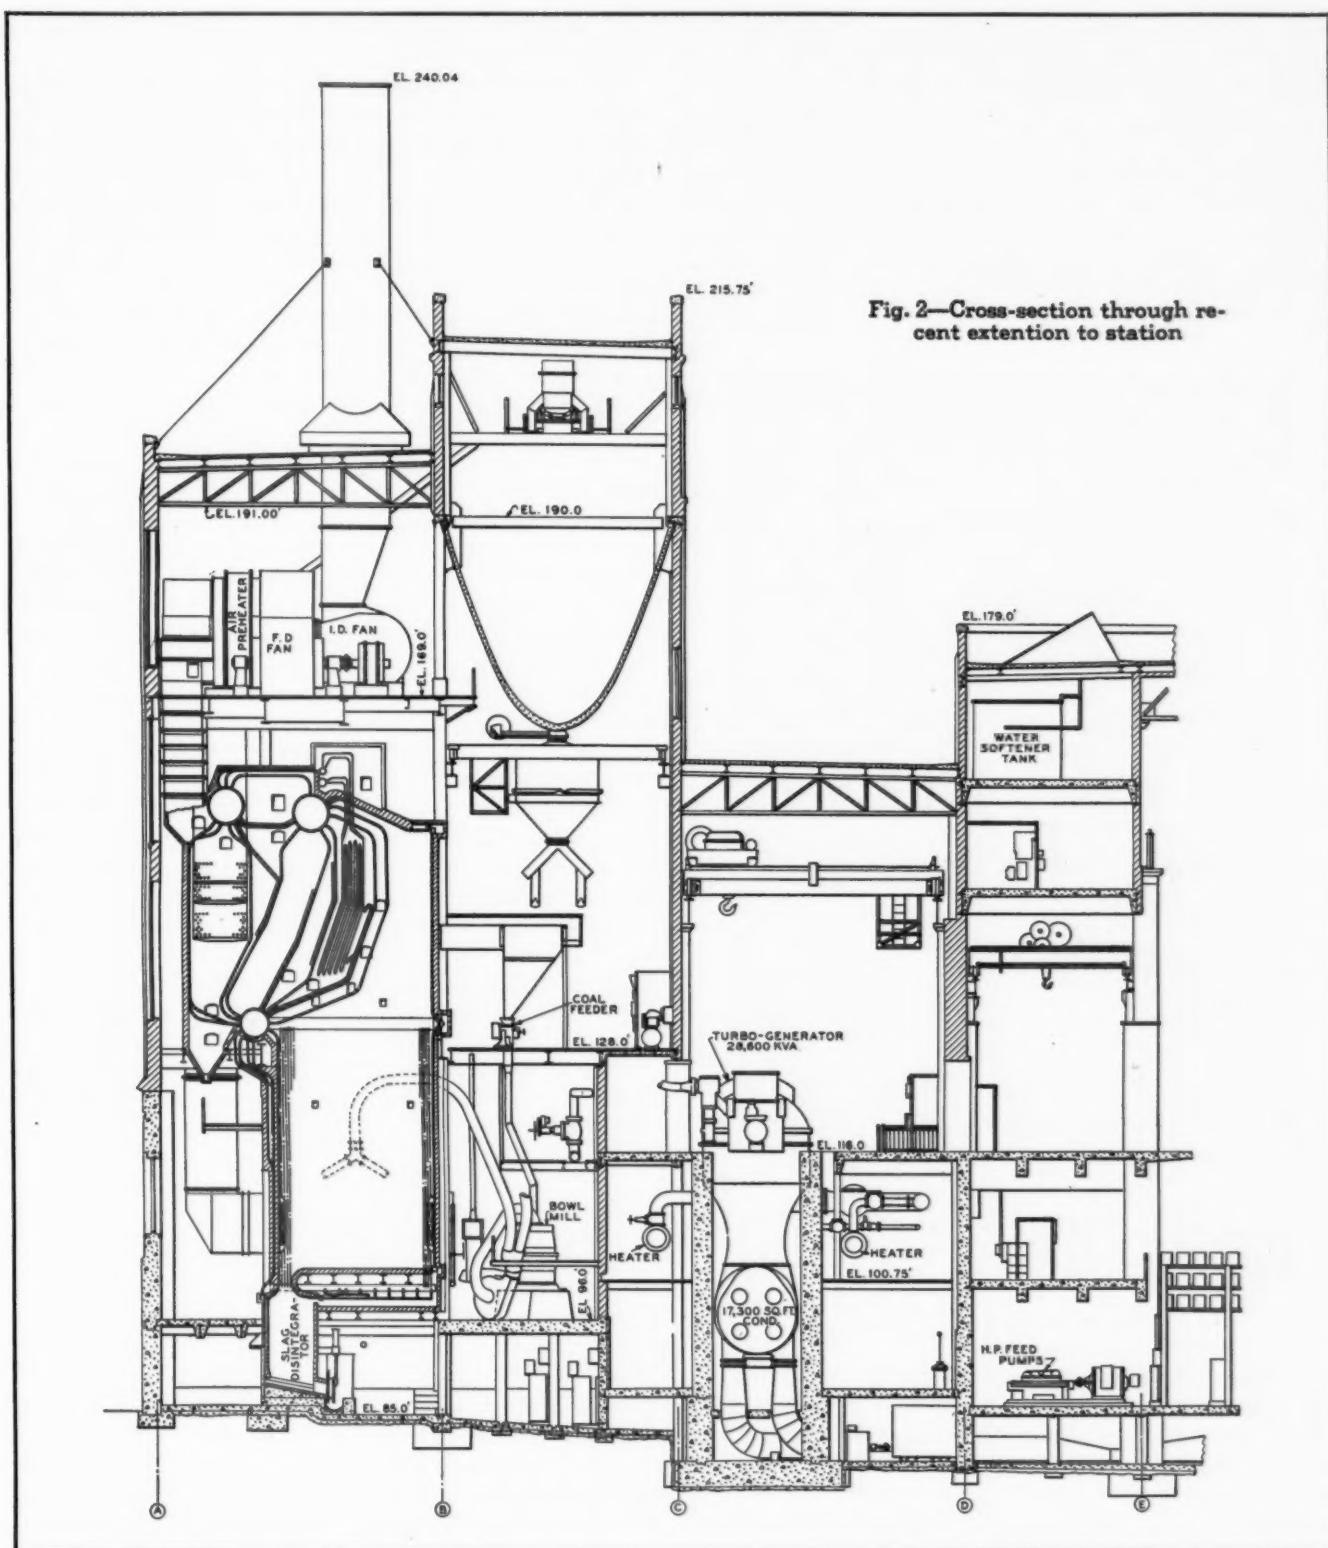 EL. 240.04
EL. 215.75'
Fig. 2—Cross-section through re-
cent extention to station
EL. 191.00'
EL. 190.0
AIR
PREHEATER
F.D
FAN
I.D. FAN
EL. 169.0'
EL. 179.0'
WATER
SOFTENER
TANK
COAL
FEEDER
EL. 128.0'
TURBO-GENERATOR
28,600 KVA.
EL. 116.0
BOWL
MILL
HEATER
HEATER
EL. 100.75'
EL 96.0
17,300 SQ. FT.
COND.
SLAG
DISINTEGRA-
TOR
H.P. FEED
PUMPS
EL. 85.0'
A
B
C
D
E